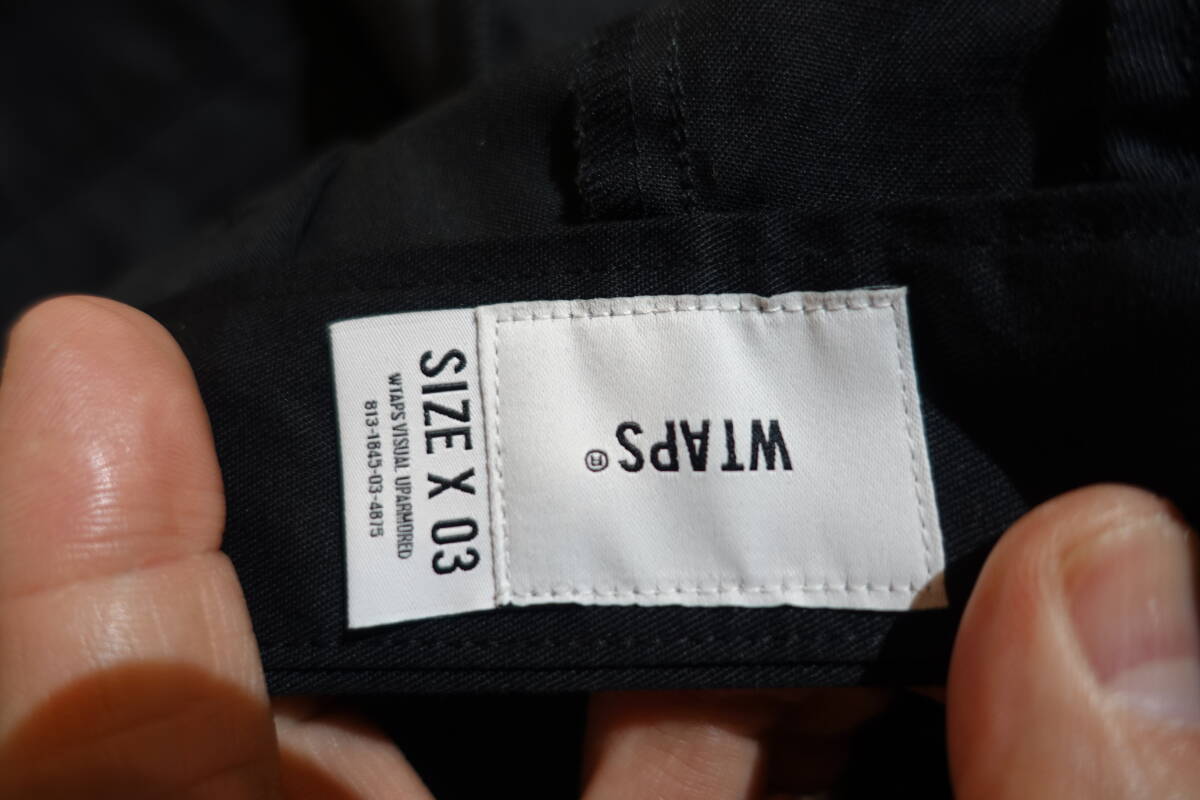 WTAPS®
SIZE X 03
WTAPS VISUAL UPARMORED
813-1845-03-4875